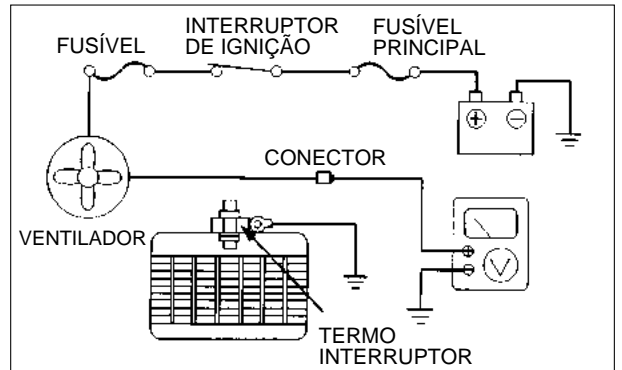 FUSÍVEL
INTERRUPTOR
DE IGNIÇÃO
FUSÍVEL
PRINCIPAL
CONECTOR
VENTILADOR
V
TERMO
INTERRUPTOR